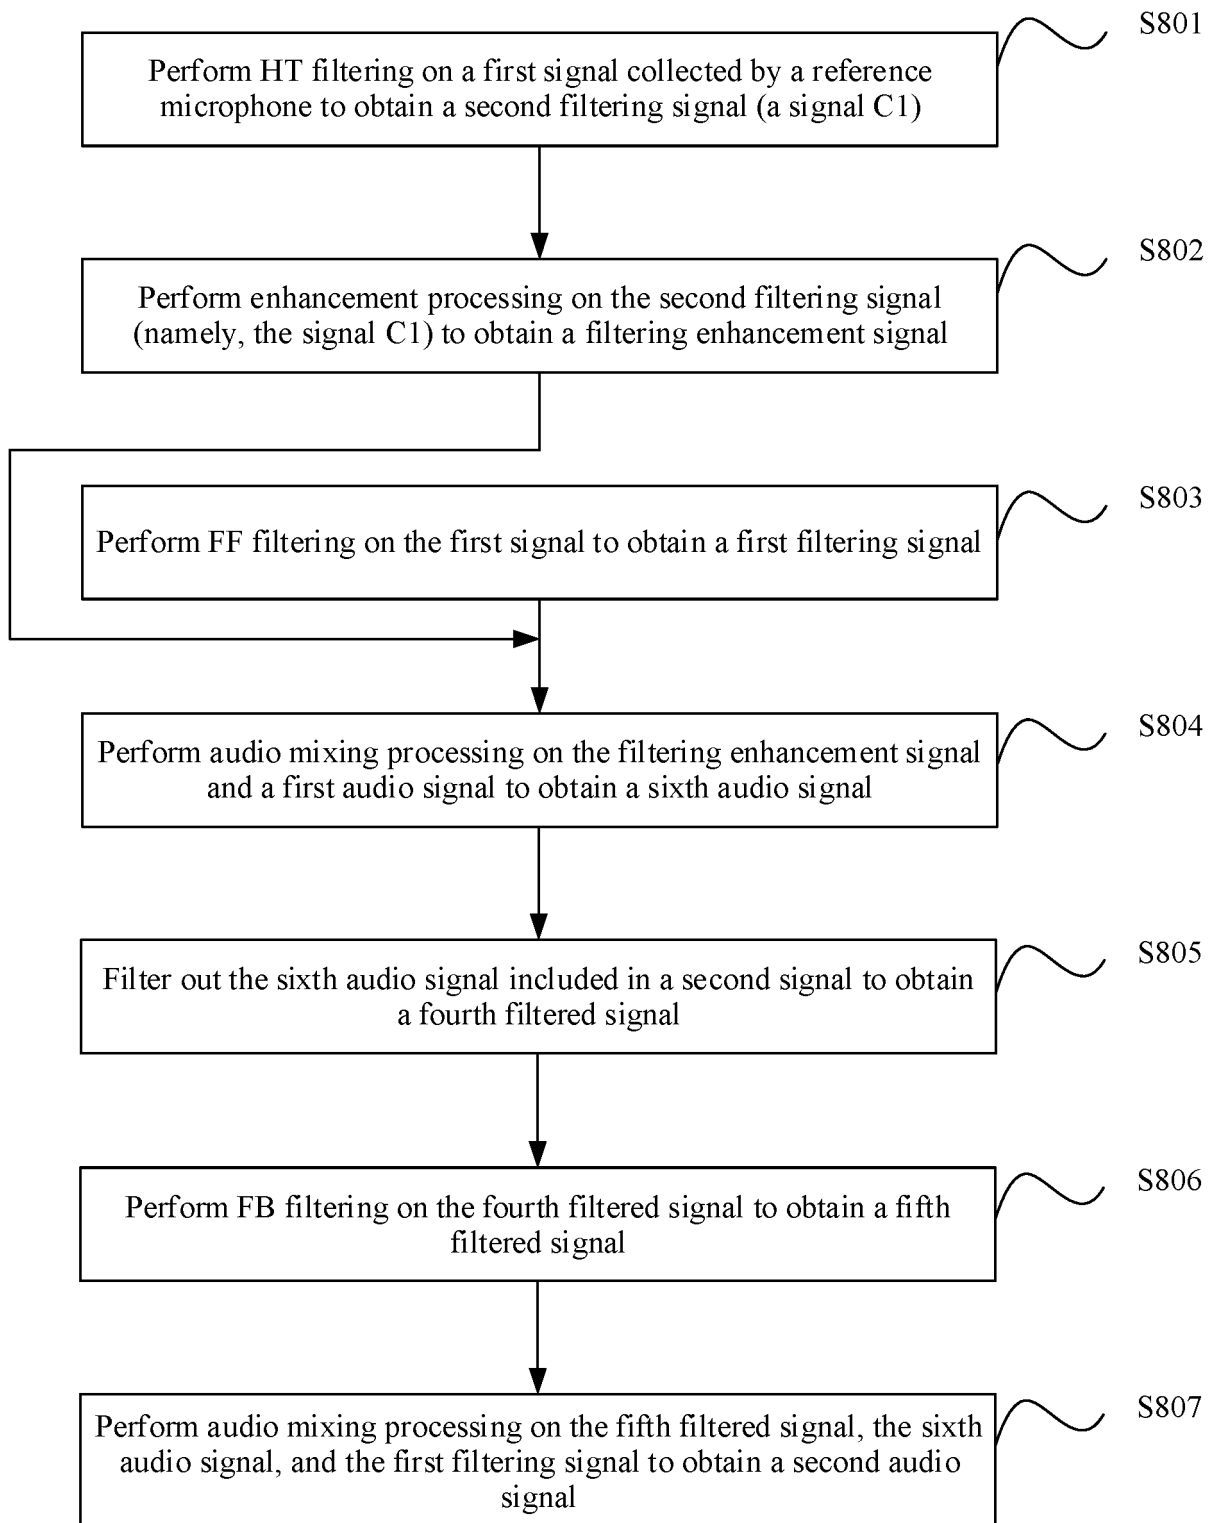 S801
Perform HT filtering on a first signal collected by a reference
microphone to obtain a second filtering signal (a signal C1)
S802
Perform enhancement processing on the second filtering signal
(namely, the signal C1) to obtain a filtering enhancement signal
S803
Perform FF filtering on the first signal to obtain a first filtering signal
S804
Perform audio mixing processing on the filtering enhancement signal
and a first audio signal to obtain a sixth audio signal
S805
Filter out the sixth audio signal included in a second signal to obtain
a fourth filtered signal
S806
Perform FB filtering on the fourth filtered signal to obtain a fifth
filtered signal
S807
Perform audio mixing processing on the fifth filtered signal, the sixth
audio signal, and the first filtering signal to obtain a second audio
signal